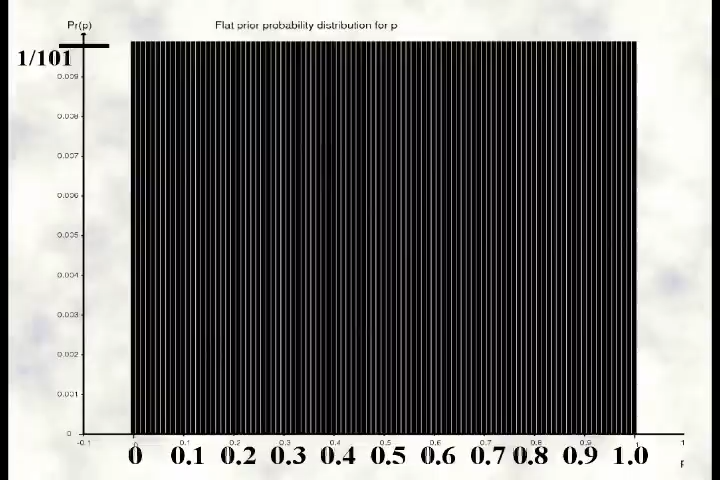 Pr(p)
Flat prior probability distribution for p
1/101
0.009
0.008
0.007
0.006
0.005
0.004
0.003
0.002
0.001
0
-0.1 0 0.1 0.2 0.3 0.4 0.5 0.6 0.7 0.8 0.9 1 1
0 0.1 0.2 0.3 0.4 0.5 0.6 0.7 0.8 0.9 1.0